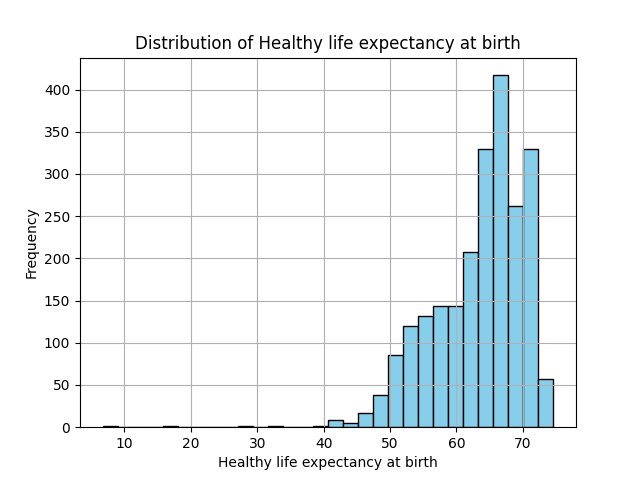 Distribution of Healthy life expectancy at birth
400
350
300
250
200
150
100
50
0
Frequency
10 20 30 40 50 60 70
Healthy life expectancy at birth